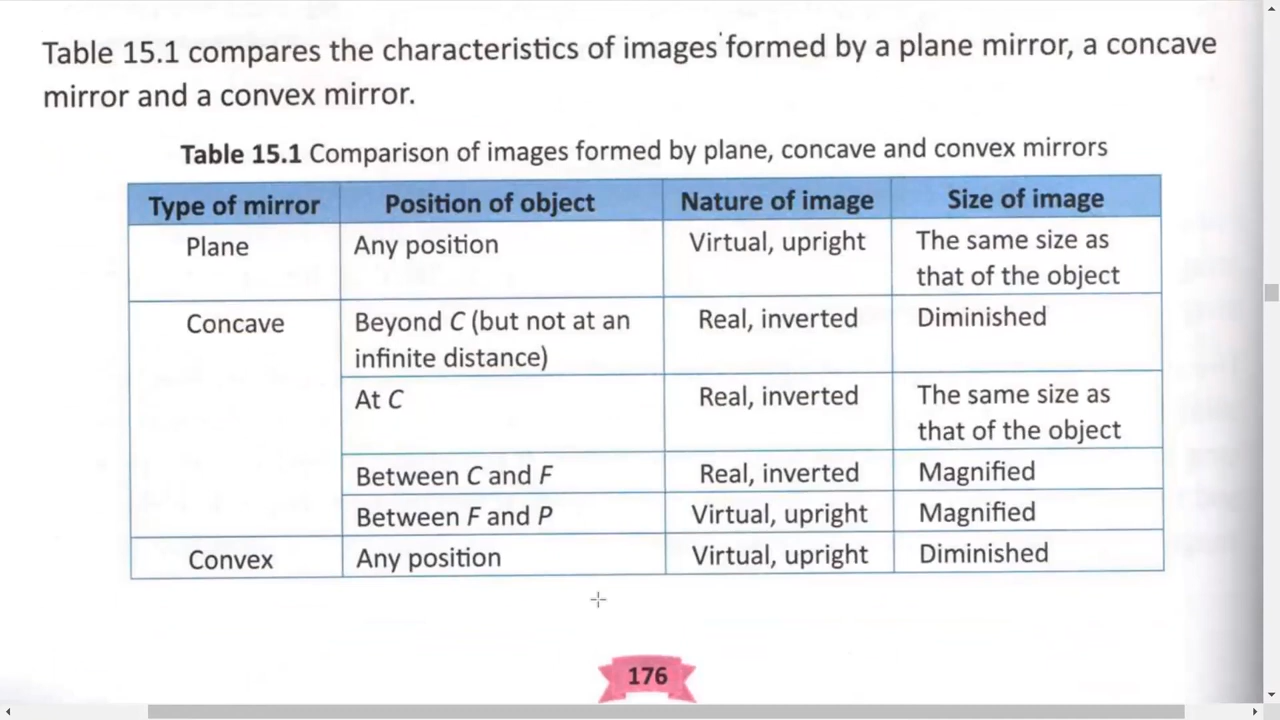 Table 15.1 compares the characteristics of images formed by a plane mirror, a concave
mirror and a convex mirror.
Table 15.1 Comparison of images formed by plane, concave and convex mirrors
Type of mirror Position of object Nature of image Size of image
Plane Any position Virtual, upright The same size as
that of the object
Concave Beyond C (but not at an Real, inverted Diminished
infinite distance)
At C Real, inverted The same size as
that of the object
Between C and F Real, inverted Magnified
Between F and P Virtual, upright Magnified
Convex Any position Virtual, upright Diminished
176